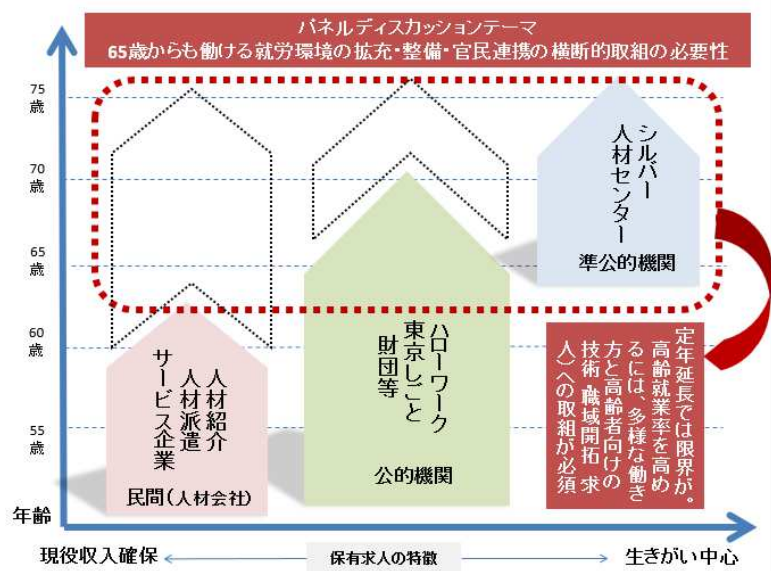 パネルディスカッションテーマ
65歳からも働ける就労環境の拡充・整備・官民連携の横断的取組の必要性
75
歳
70
歳
65
歳
60
歳
55
歳
年齢
人材紹介
人材派遣
サービス企業
民間(人材会社)
ハローワーク
東京しごと
財団等
公的機関
シルバー
人材センター
準公的機関
定年延長では限界が。
高齢就業率を高め
るには、多様な働き
方と高齢者向けの
技術・職域開拓(求
人)への取組が必須
現役収入確保
保有求人の特徴
生きがい中心